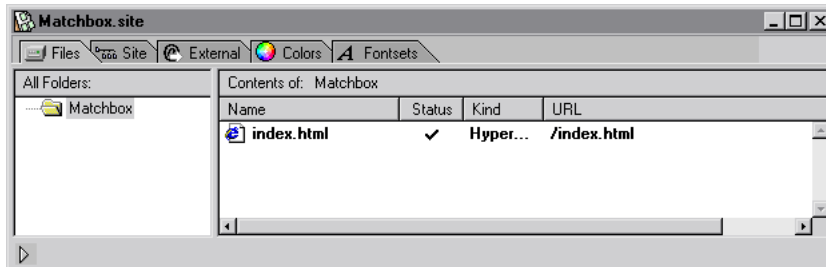 Matchbox.site
Files Site External Colors Fontsets
All Folders: Contents of: Matchbox
Matchbox Name Status Kind URL
index.html Hyper... /index.html